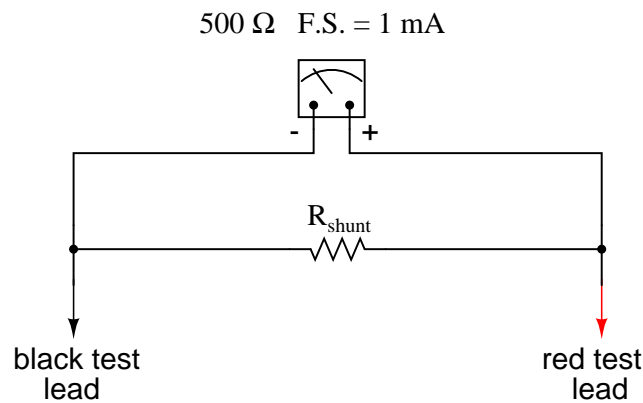 500 Ω F.S. = 1 mA
- +
Rshunt
black test
lead
red test
lead